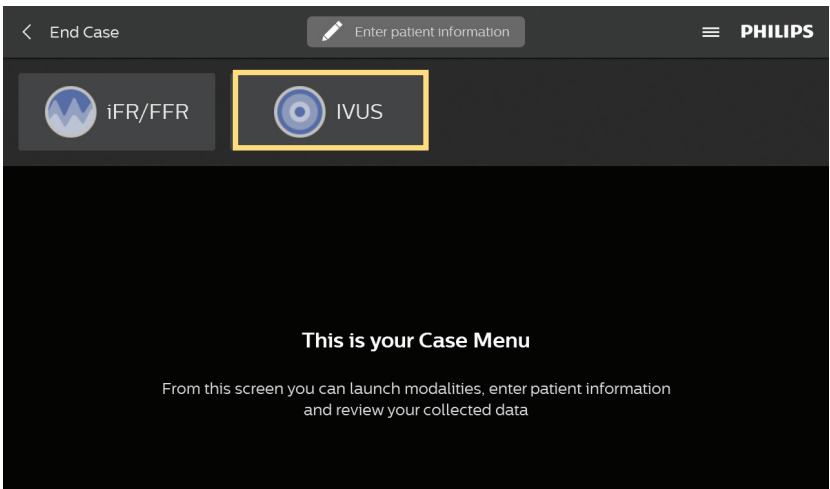 End Case
Enter patient information
PHILIPS
iFR/FFR
IVUS
This is your Case Menu
From this screen you can launch modalities, enter patient information
and review your collected data